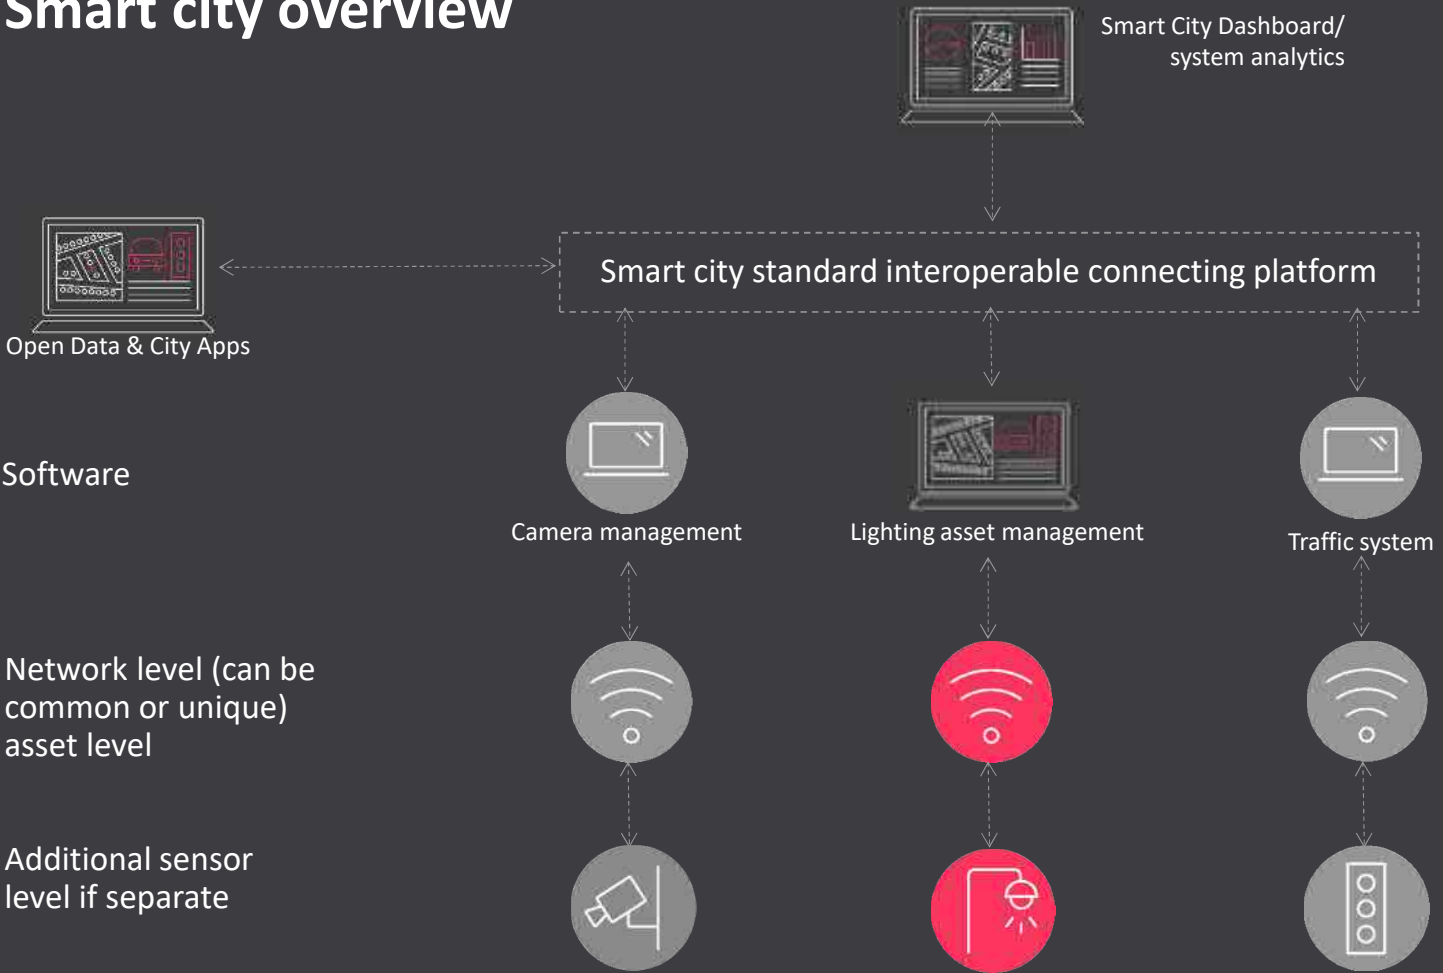 Smart city overview
Smart City Dashboard/
system analytics
Smart city standard interoperable connecting platform
Open Data & City Apps
Software
Camera management
Lighting asset management
Traffic system
Network level (can be
common or unique)
asset level
Additional sensor
level if separate